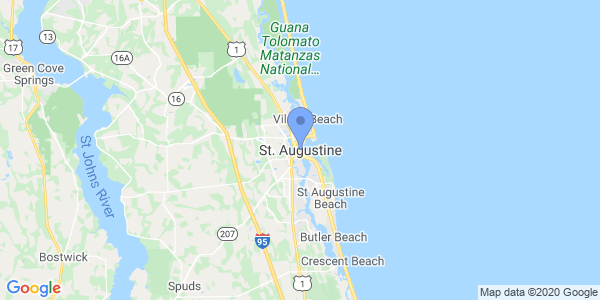 Guana
Tolomato
Matanzas
National...
13
17
1
16A
Green Cove
Springs
16
Beach
St. Augustine
St Johns River
St Augustine
Beach
207
95
Butler Beach
Bostwick
Crescent Beach
Spuds
1
Google
Map data ©2020 Google